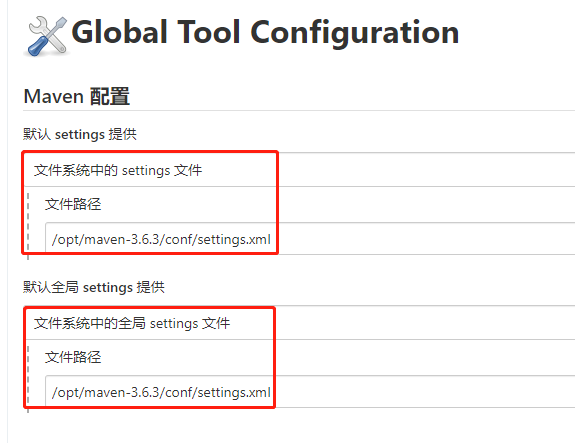 Global Tool Configuration
Maven 配置
默认 settings 提供
文件系统中的 settings 文件
文件路径
/opt/maven-3.6.3/conf/settings.xml
默认全局 settings 提供
文件系统中的全局 settings 文件
文件路径
/opt/maven-3.6.3/conf/settings.xml